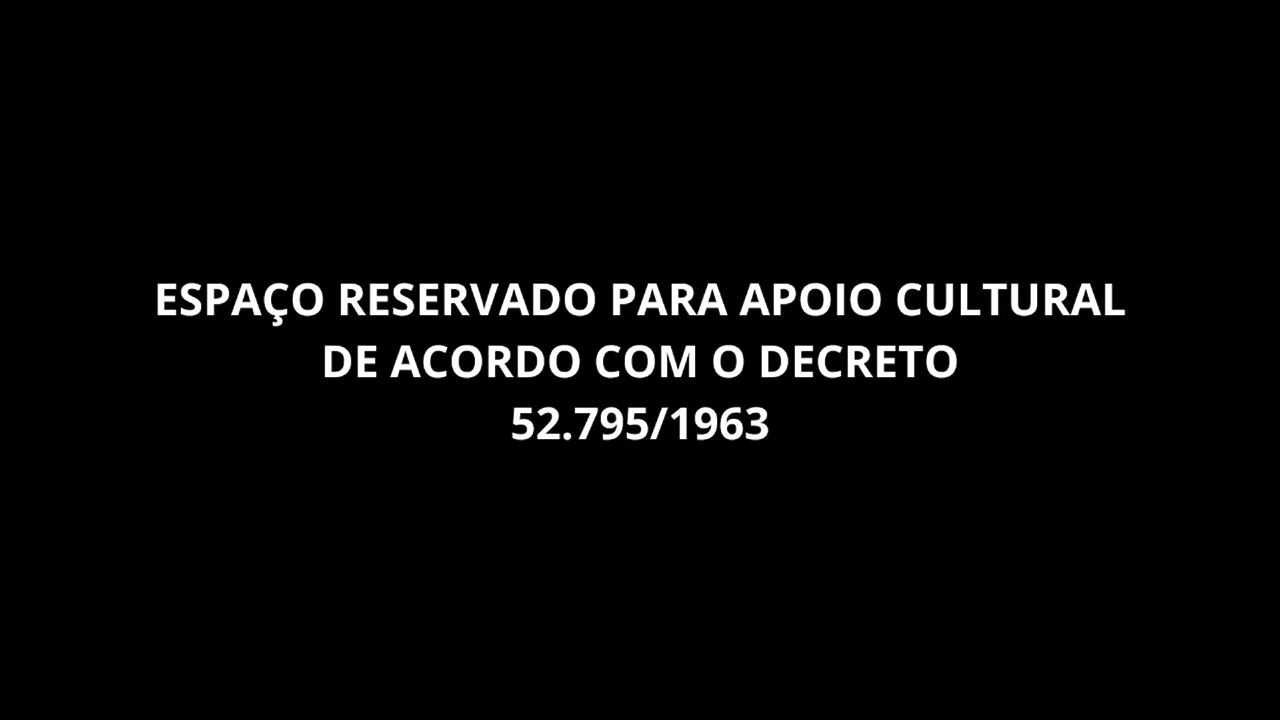 ESPAÇO RESERVADO PARA APOIO CULTURAL
DE ACORDO COM O DECRETO
52.795/1963